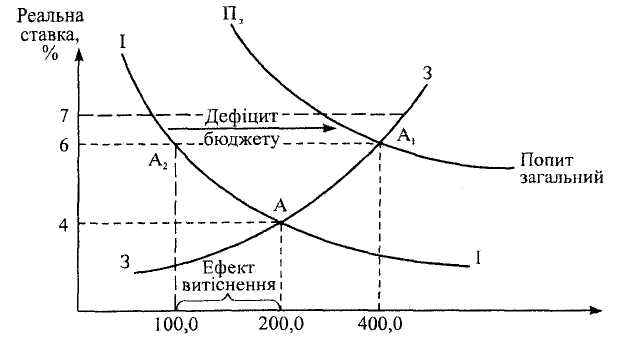 Реальна
ставка,
%
І
П₃
З
7
Дефіцит
бюджету
6
А₂
А₁
Попит
загальний
4
А
З
Ефект
витіснення
І
100,0
200,0
400,0